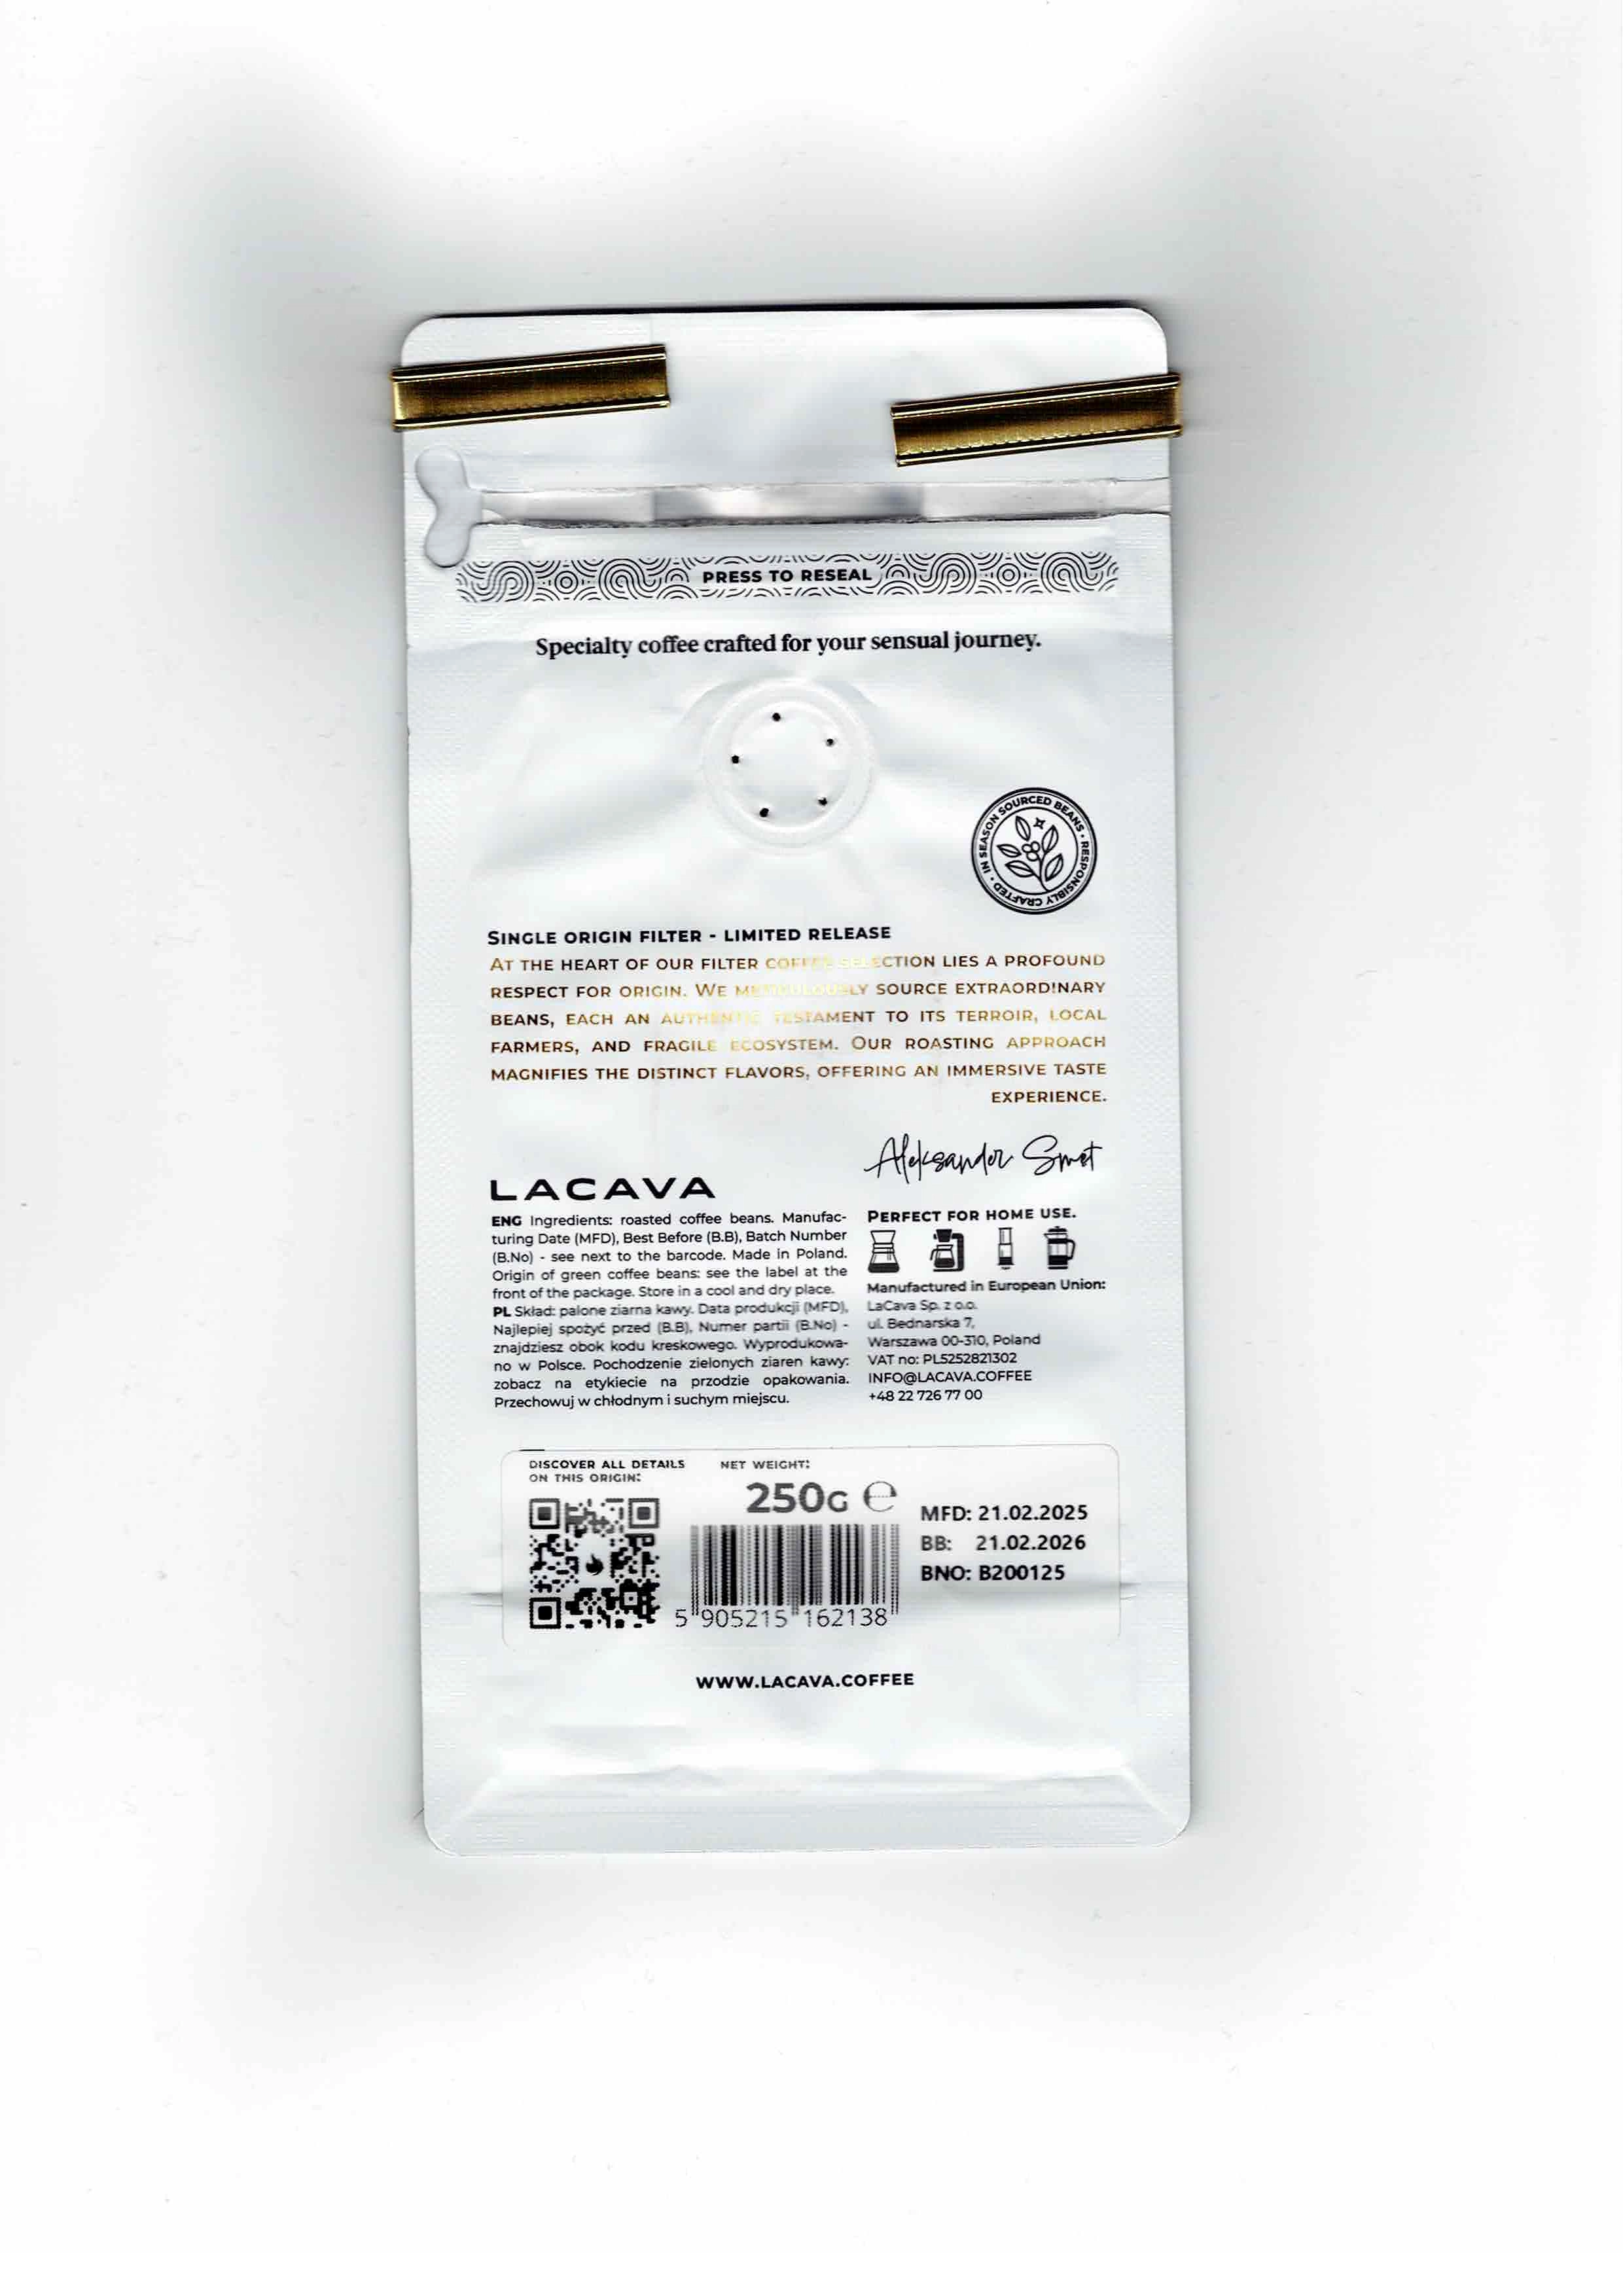 PRESS TO RESEAL
Specialty coffee crafted for your sensual journey.
IN SEASON SOURCED BEANS • RESPONSIBLY CRAFTED •
SINGLE ORIGIN FILTER - LIMITED RELEASE
AT THE HEART OF OUR FILTER COFFEE SELECTION LIES A PROFOUND
RESPECT FOR ORIGIN. WE METICULOUSLY SOURCE EXTRAORDINARY
BEANS, EACH AN AUTHENTIC TESTAMENT TO ITS TERROIR, LOCAL
FARMERS, AND FRAGILE ECOSYSTEM. OUR ROASTING APPROACH
MAGNIFIES THE DISTINCT FLAVORS, OFFERING AN IMMERSIVE TASTE
EXPERIENCE.
Aleksander Smet
LACAVA
ENG Ingredients: roasted coffee beans. Manufac-
turing Date (MFD), Best Before (B.B), Batch Number
(B.No) - see next to the barcode. Made in Poland.
Origin of green coffee beans: see the label at the
front of the package. Store in a cool and dry place.
PL Skład: palone ziarna kawy. Data produkcji (MFD),
Najlepiej spożyć przed (B.B), Numer partii (B.No) -
znajdziesz obok kodu kreskowego. Wyprodukowa-
no w Polsce. Pochodzenie zielonych ziaren kawy:
zobacz na etykiecie na przodzie opakowania.
Przechowuj w chłodnym i suchym miejscu.
PERFECT FOR HOME USE.
Manufactured in European Union:
LaCava Sp. z o.o.
ul. Bednarska 7,
Warszawa 00-310, Poland
VAT no: PL5252821302
INFO@LACAVA.COFFEE
+48 22 726 77 00
DISCOVER ALL DETAILS
ON THIS ORIGIN:
NET WEIGHT:
250G ℮
MFD: 21.02.2025
BB: 21.02.2026
BNO: B200125
5 905215 162138
WWW.LACAVA.COFFEE